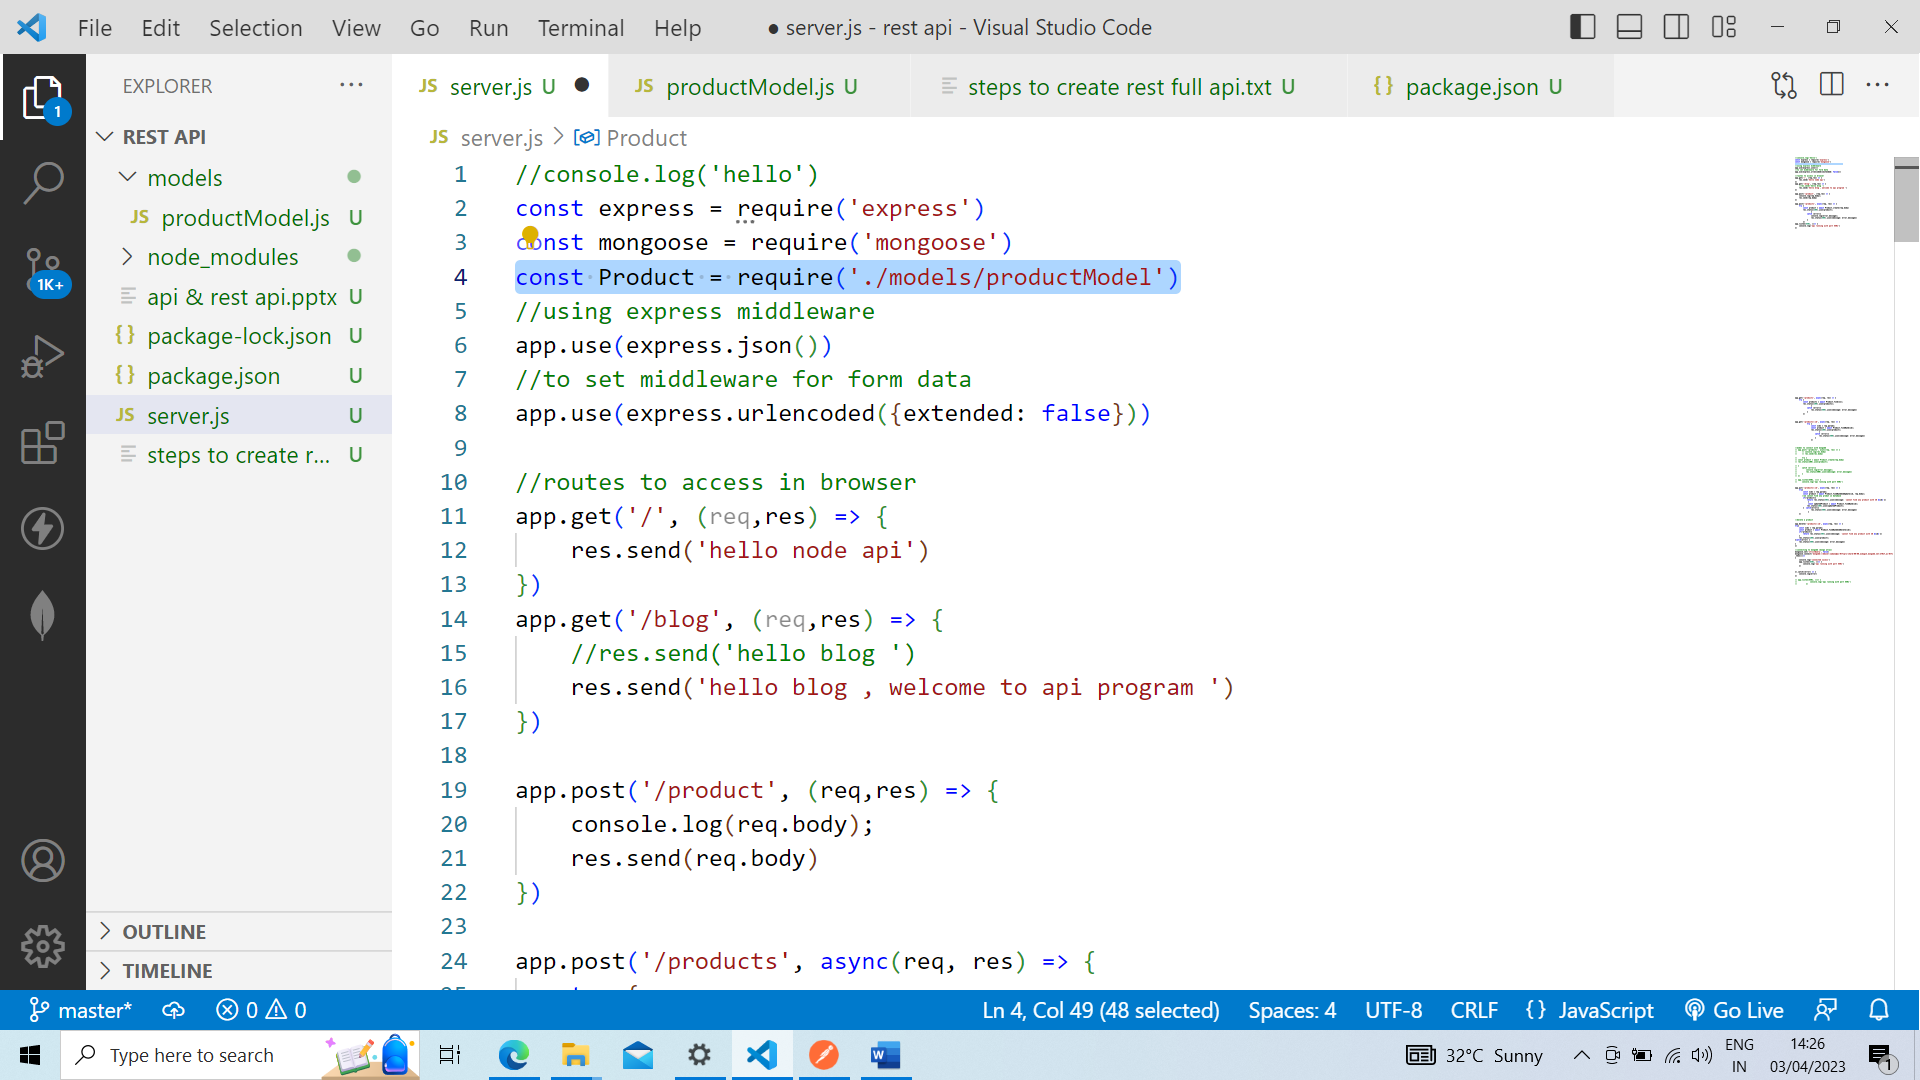 File Edit Selection View Go Run Terminal Help ● server.js - rest api - Visual Studio Code
EXPLORER ...
JS server.js U ● JS productModel.js U steps to create rest full api.txt U {} package.json U ...
REST API
models
JS productModel.js U
node_modules
api & rest api.pptx U
{} package-lock.json U
{} package.json U
JS server.js U
steps to create r... U
OUTLINE
TIMELINE
1
1K+
JS server.js > Product
1 //console.log('hello')
2 const express = require('express')
3 const mongoose = require('mongoose')
4 const Product = require('./models/productModel')
5 //using express middleware
6 app.use(express.json())
7 //to set middleware for form data
8 app.use(express.urlencoded({extended: false}))
9
10 //routes to access in browser
11 app.get('/', (req,res) => {
12     res.send('hello node api')
13 })
14 app.get('/blog', (req,res) => {
15     //res.send('hello blog ')
16     res.send('hello blog , welcome to api program ')
17 })
18
19 app.post('/product', (req,res) => {
20     console.log(req.body);
21     res.send(req.body)
22 })
23
24 app.post('/products', async(req, res) => {
master* 0 0 Ln 4, Col 49 (48 selected) Spaces: 4 UTF-8 CRLF {} JavaScript Go Live
Type here to search 32°C Sunny ENG IN 14:26 03/04/2023 1